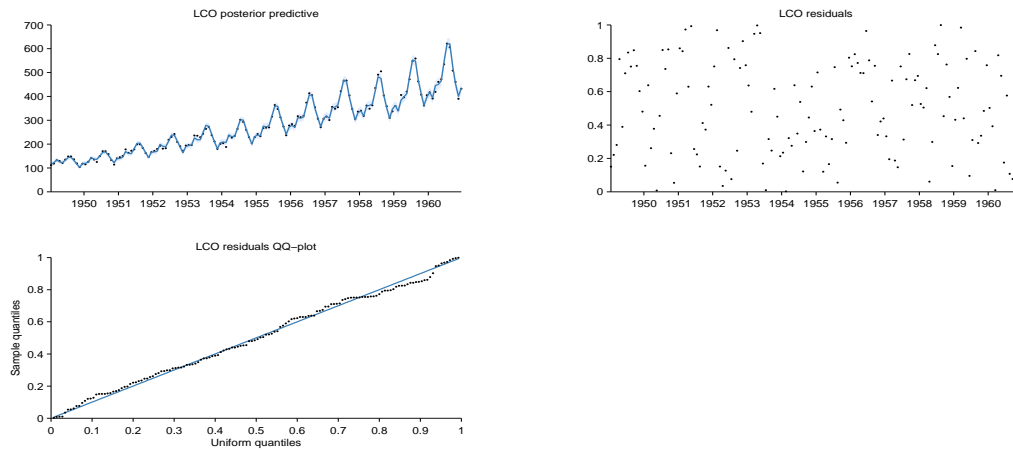 LCO posterior predictive
700
600
500
400
300
200
100
0
1950 1951 1952 1953 1954 1955 1956 1957 1958 1959 1960
LCO residuals
1
0.8
0.6
0.4
0.2
0
1950 1951 1952 1953 1954 1955 1956 1957 1958 1959 1960
LCO residuals QQ–plot
Sample quantiles
1
0.8
0.6
0.4
0.2
0
0 0.1 0.2 0.3 0.4 0.5 0.6 0.7 0.8 0.9 1
Uniform quantiles